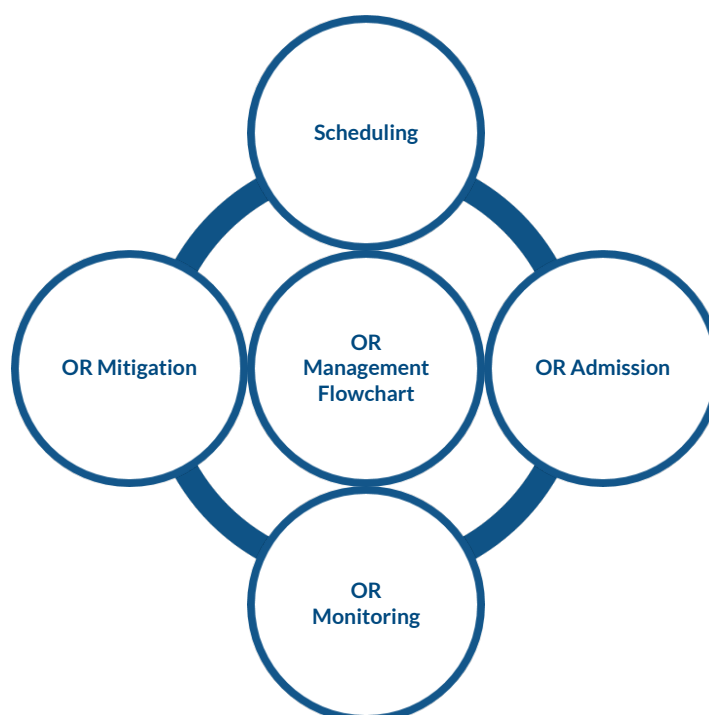 Scheduling
OR Mitigation
OR
Management
Flowchart
OR Admission
OR
Monitoring